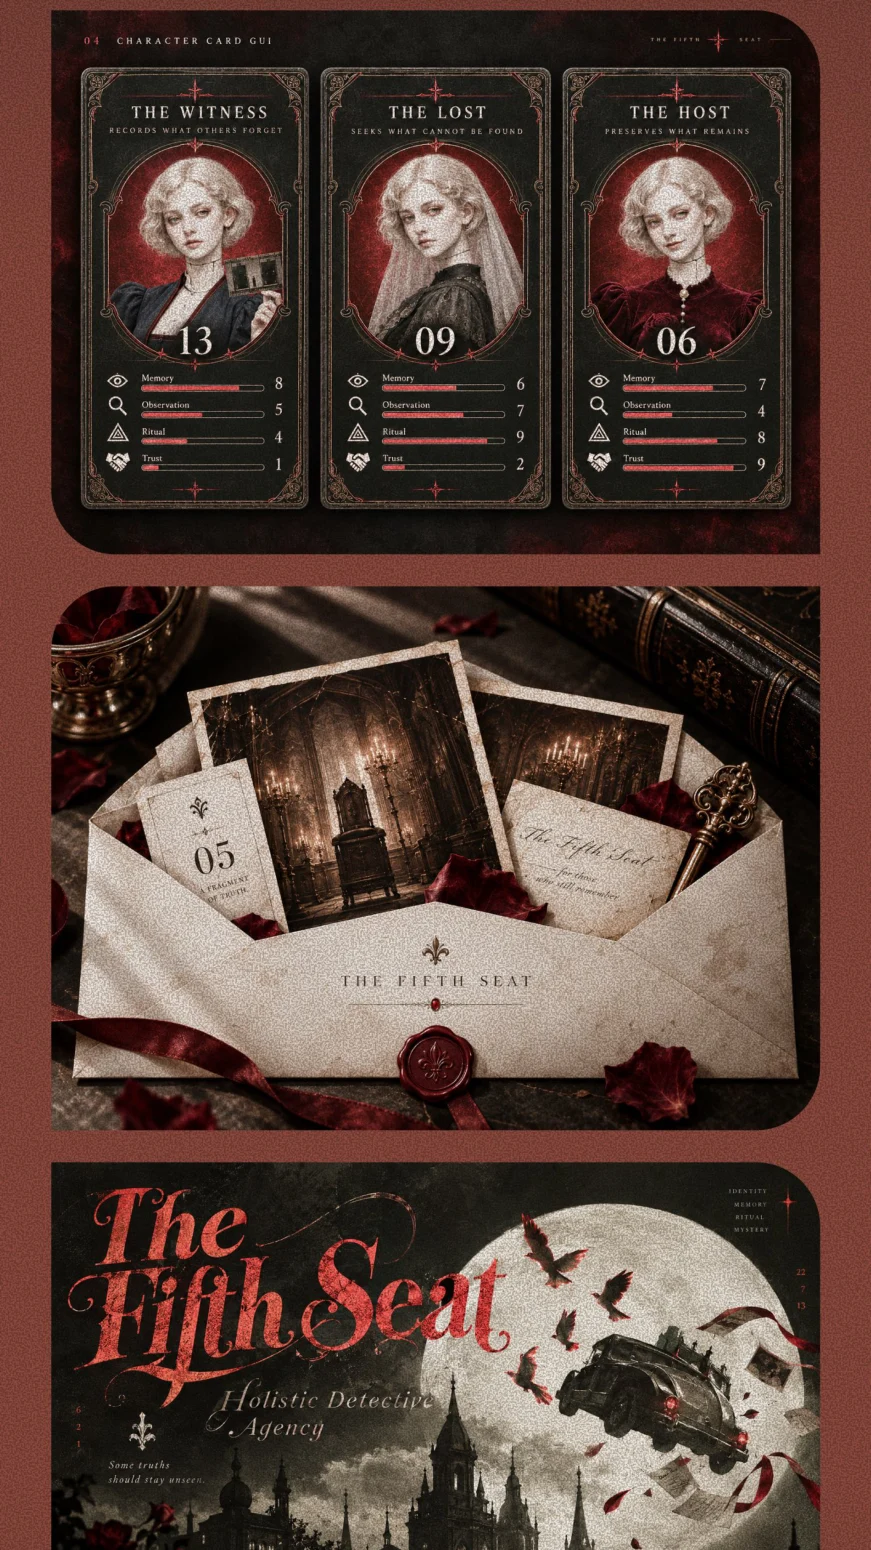 04 CHARACTER CARD GUI
THE FIFTH SEAT
THE WITNESS
RECORDS WHAT OTHERS FORGET
13
Memory 8
Observation 5
Ritual 4
Trust 1
THE LOST
SEEKS WHAT CANNOT BE FOUND
09
Memory 6
Observation 7
Ritual 9
Trust 2
THE HOST
PRESERVES WHAT REMAINS
06
Memory 7
Observation 4
Ritual 8
Trust 9
05
A FRAGMENT
OF TRUTH.
The Fifth Seat
for those
who still remember
THE FIFTH SEAT
The
Fifth Seat
Holistic Detective
Agency
Some truths
should stay unseen.
IDENTITY
MEMORY
RITUAL
MYSTERY
22
7
13
6
2
1